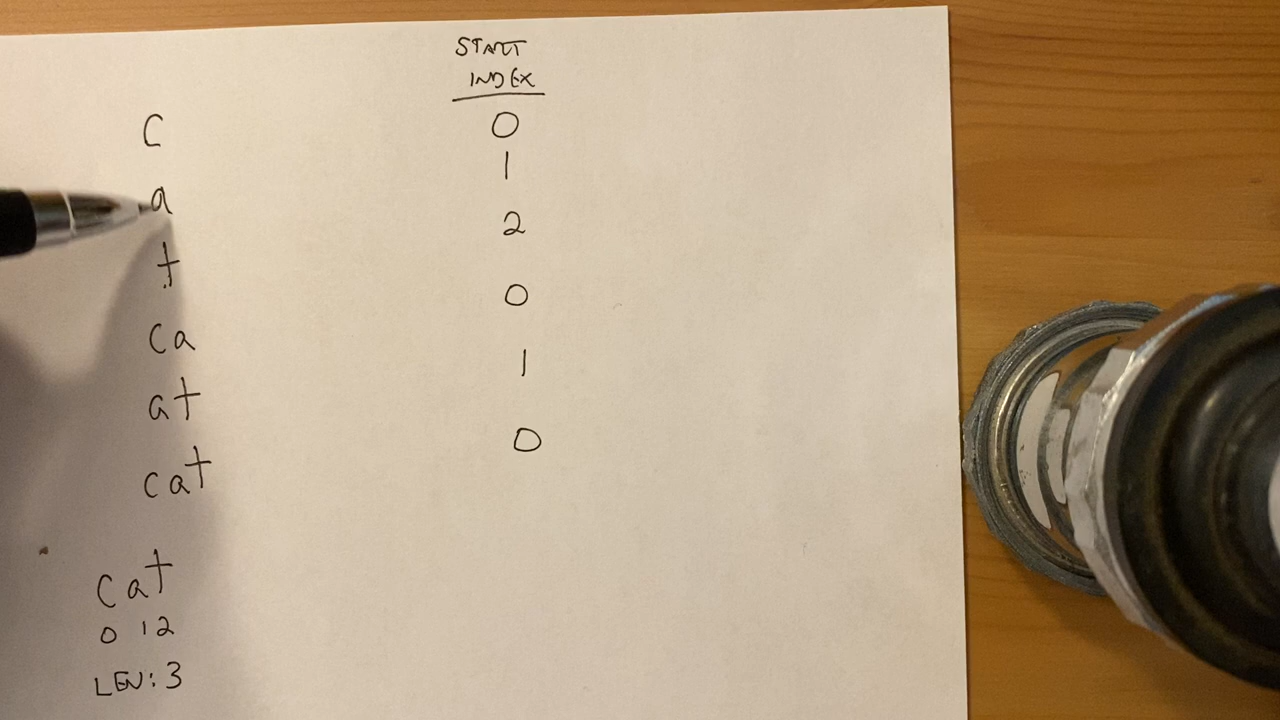 START
INDEX
c 0
a 1
t 2
ca 0
at 1
cat 0
cat
0 1 2
LEN: 3